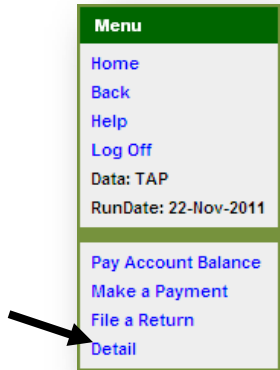 Menu
Home
Back
Help
Log Off
Data: TAP
RunDate: 22-Nov-2011
Pay Account Balance
Make a Payment
File a Return
Detail